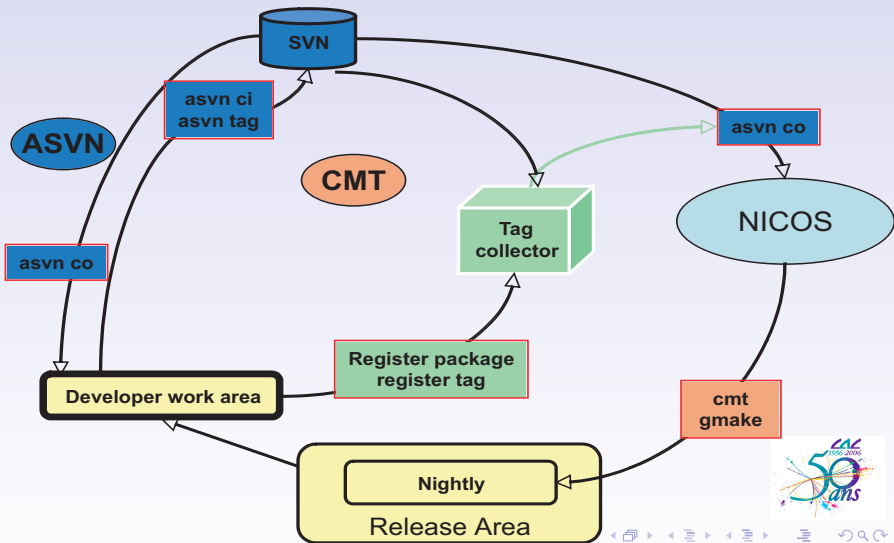 SVN
asvn ci
asvn tag
ASVN
asvn co
CMT
Tag
collector
NICOS
asvn co
Register package
register tag
Developer work area
cmt
gmake
Nightly
Release Area
LAL
1956-2006
50
ans